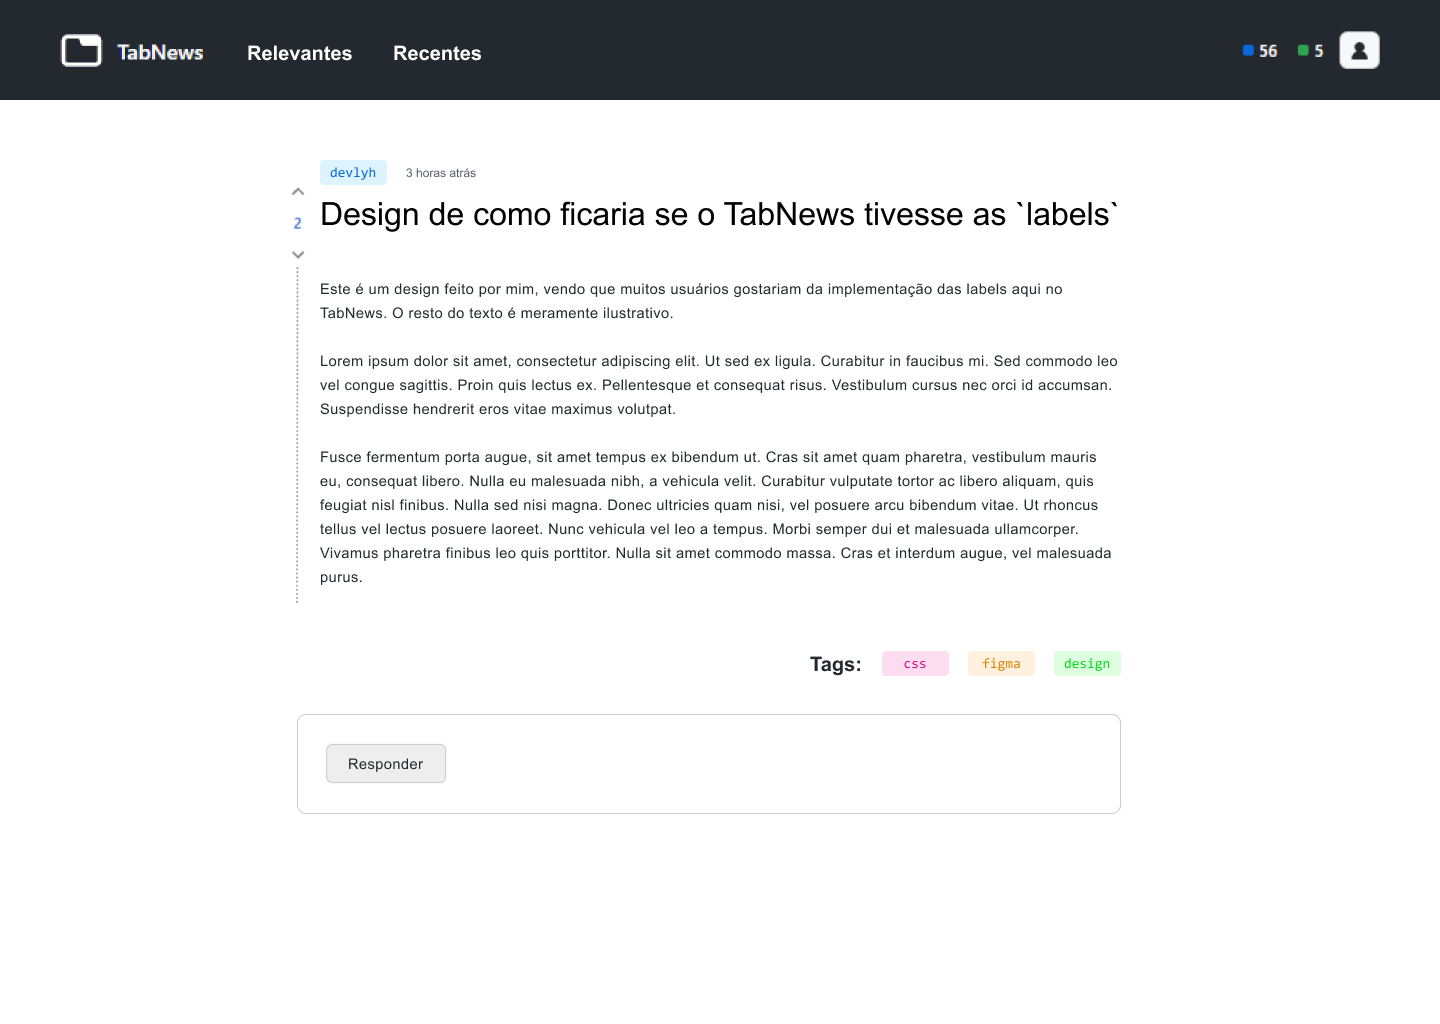 TabNews Relevantes Recentes 56 5
devlyh 3 horas atrás
2
Design de como ficaria se o TabNews tivesse as `labels`
Este é um design feito por mim, vendo que muitos usuários gostariam da implementação das labels aqui no
TabNews. O resto do texto é meramente ilustrativo.
Lorem ipsum dolor sit amet, consectetur adipiscing elit. Ut sed ex ligula. Curabitur in faucibus mi. Sed commodo leo
vel congue sagittis. Proin quis lectus ex. Pellentesque et consequat risus. Vestibulum cursus nec orci id accumsan.
Suspendisse hendrerit eros vitae maximus volutpat.
Fusce fermentum porta augue, sit amet tempus ex bibendum ut. Cras sit amet quam pharetra, vestibulum mauris
eu, consequat libero. Nulla eu malesuada nibh, a vehicula velit. Curabitur vulputate tortor ac libero aliquam, quis
feugiat nisl finibus. Nulla sed nisi magna. Donec ultricies quam nisi, vel posuere arcu bibendum vitae. Ut rhoncus
tellus vel lectus posuere laoreet. Nunc vehicula vel leo a tempus. Morbi semper dui et malesuada ullamcorper.
Vivamus pharetra finibus leo quis porttitor. Nulla sit amet commodo massa. Cras et interdum augue, vel malesuada
purus.
Tags: css figma design
Responder